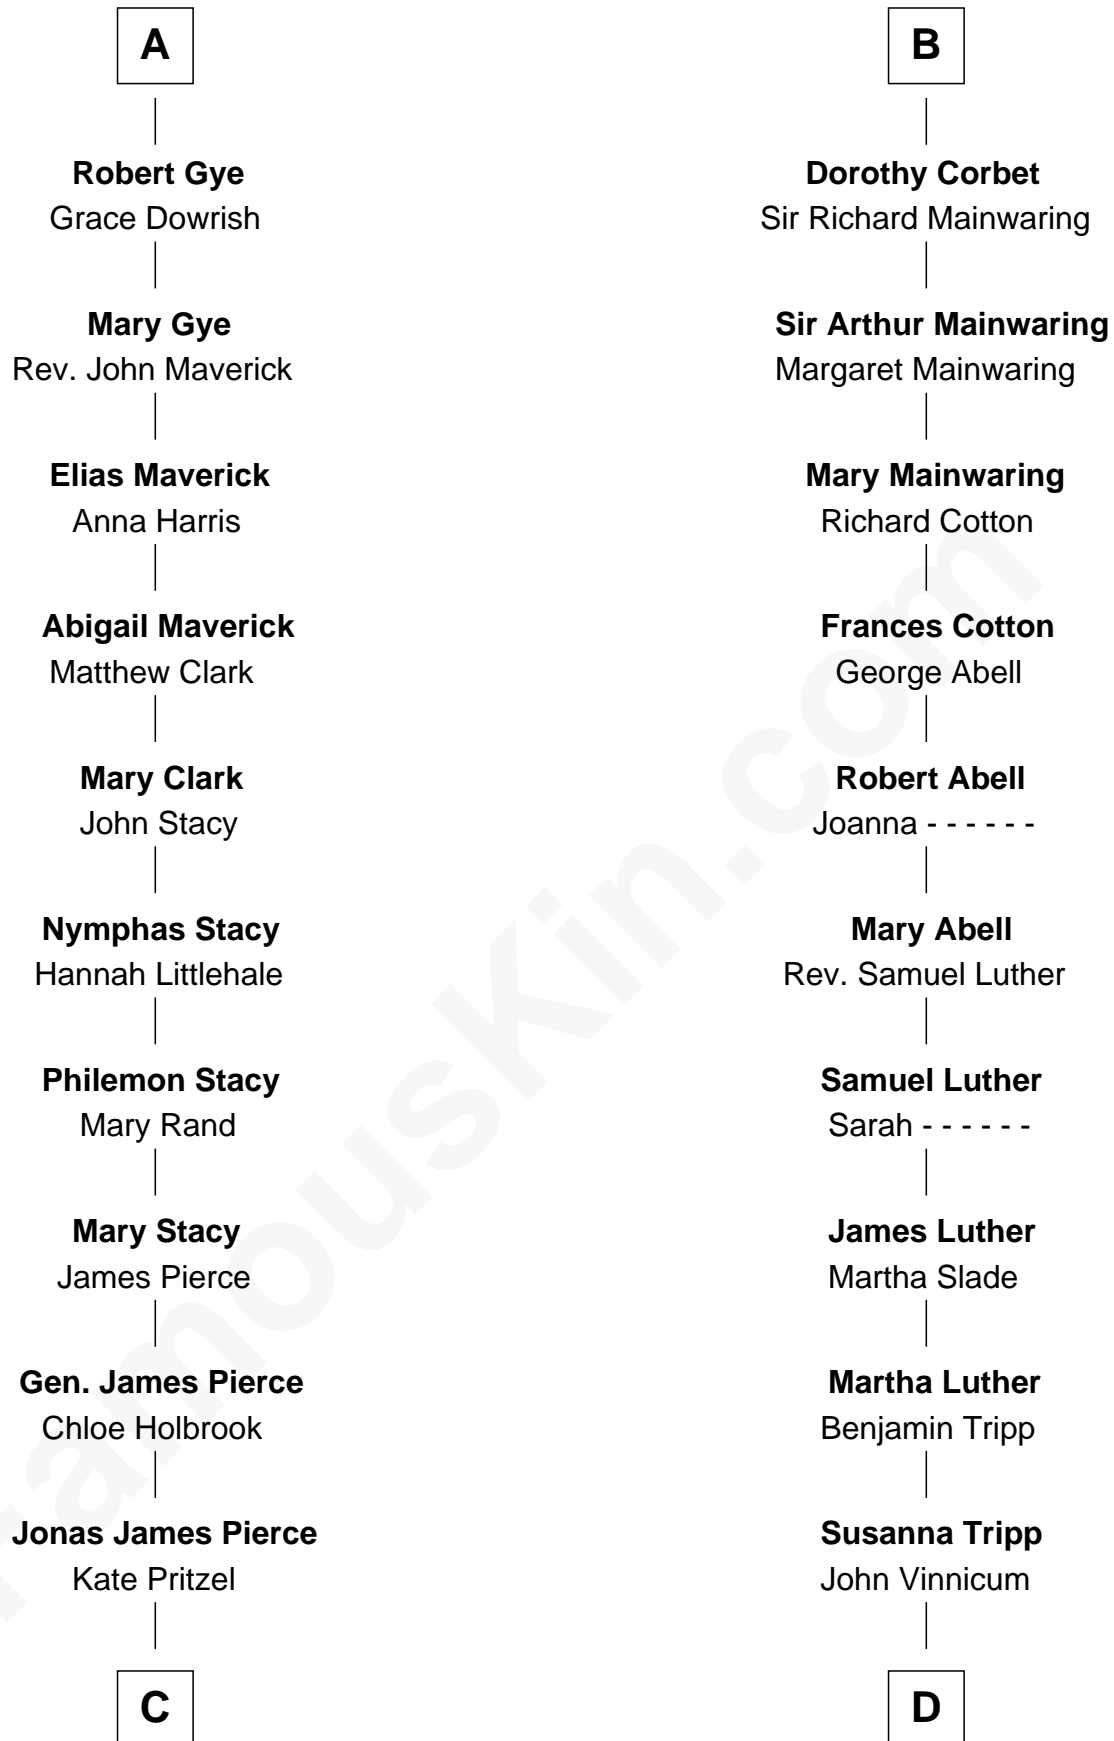 A
Robert Gye
Grace Dowrish
Mary Gye
Rev. John Maverick
Elias Maverick
Anna Harris
Abigail Maverick
Matthew Clark
Mary Clark
John Stacy
Nymphas Stacy
Hannah Littlehale
Philemon Stacy
Mary Rand
Mary Stacy
James Pierce
Gen. James Pierce
Chloe Holbrook
Jonas James Pierce
Kate Pritzel
C
B
Dorothy Corbet
Sir Richard Mainwaring
Sir Arthur Mainwaring
Margaret Mainwaring
Mary Mainwaring
Richard Cotton
Frances Cotton
George Abell
Robert Abell
Joanna - - - - - -
Mary Abell
Rev. Samuel Luther
Samuel Luther
Sarah - - - - - -
James Luther
Martha Slade
Martha Luther
Benjamin Tripp
Susanna Tripp
John Vinnicum
D
FamousKin.com